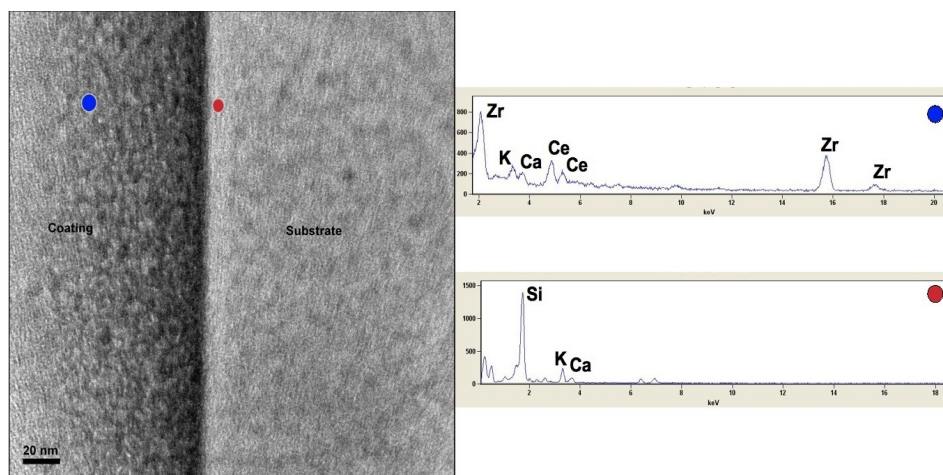 Coating
Substrate
20 nm
Zr
K
Ca
Ce
Ce
Zr
Zr
800
600
400
200
0
2 4 6 8 10 12 14 16 18 20
keV
Si
K
Ca
1500
1000
500
0
2 4 6 8 10 12 14 16 18
keV